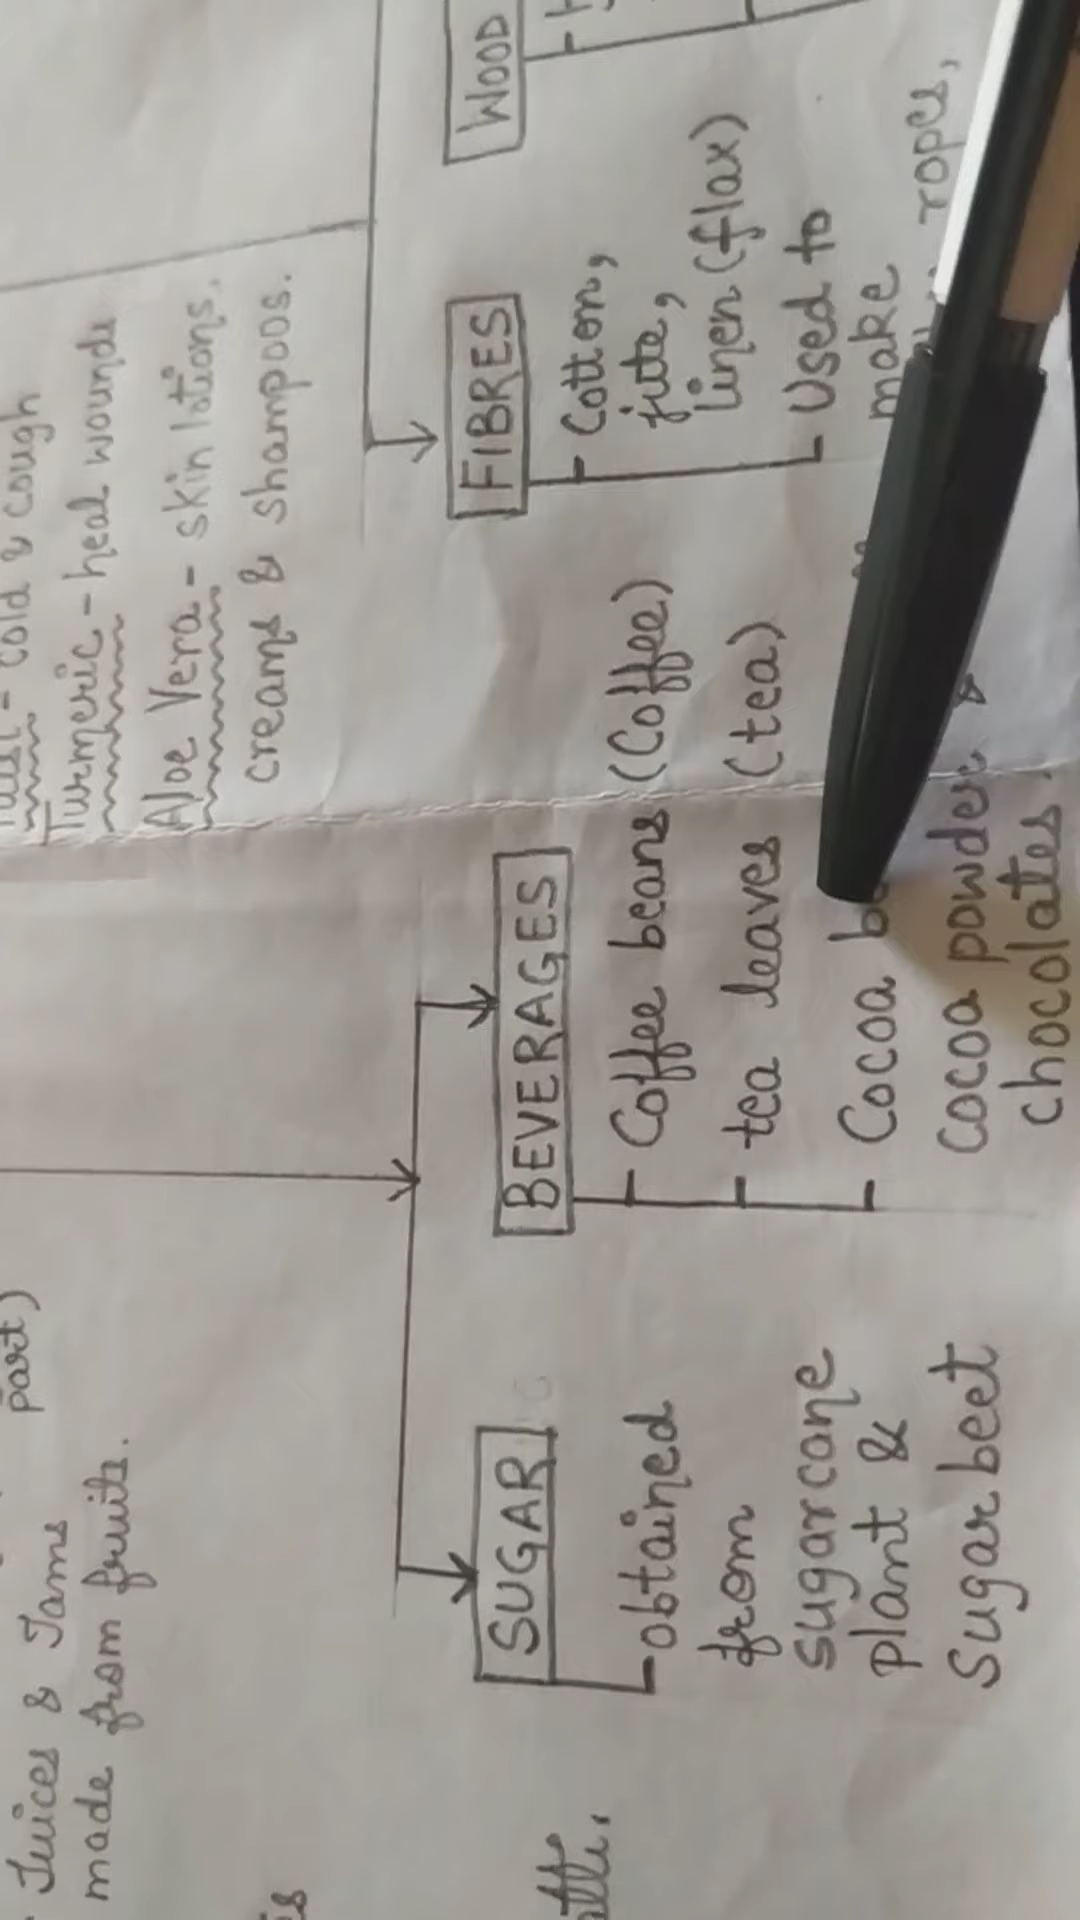 part)
Juices & Jams
made from fruits.
cold & cough
Turmeric - heal wounds
Aloe Vera - skin lotions,
creams & shampoos.
SUGAR
- obtained
from
sugarcane
plant &
Sugarbeet
BEVERAGES
- Coffee beans (Coffee)
- tea leaves (tea)
- Cocoa
cocoa powder &
chocolates.
FIBRES
- Cotton,
jute,
linen (flax)
- Used to
make
ropes,
WOOD